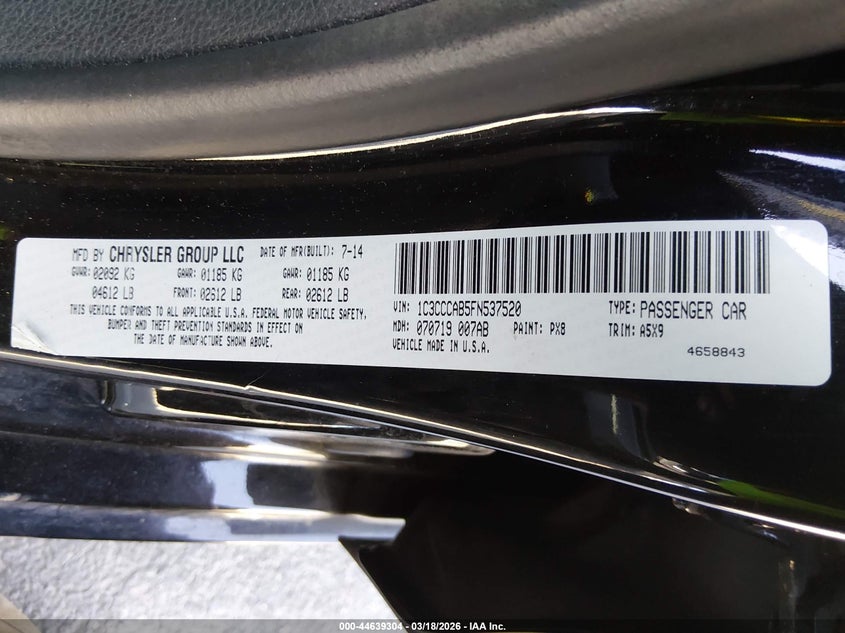 MFD BY CHRYSLER GROUP LLC DATE OF MFR(BUILT): 7-14
GVWR: 02092 KG GAWR: 01185 KG GAWR: 01185 KG
04612 LB FRONT: 02612 LB REAR: 02612 LB
THIS VEHICLE CONFORMS TO ALL APPLICABLE U.S.A. FEDERAL MOTOR VEHICLE SAFETY,
BUMPER AND THEFT PREVENTION STANDARDS IN EFFECT ON
THE DATE OF MANUFACTURE SHOWN ABOVE.
VIN: 1C3CCCAB5FN537520 TYPE: PASSENGER CAR
MDH: 070719 007AB PAINT: PX8 TRIM: A5X9
VEHICLE MADE IN U.S.A. 4658843
000-44639304 - 03/18/2026 - IAA Inc.